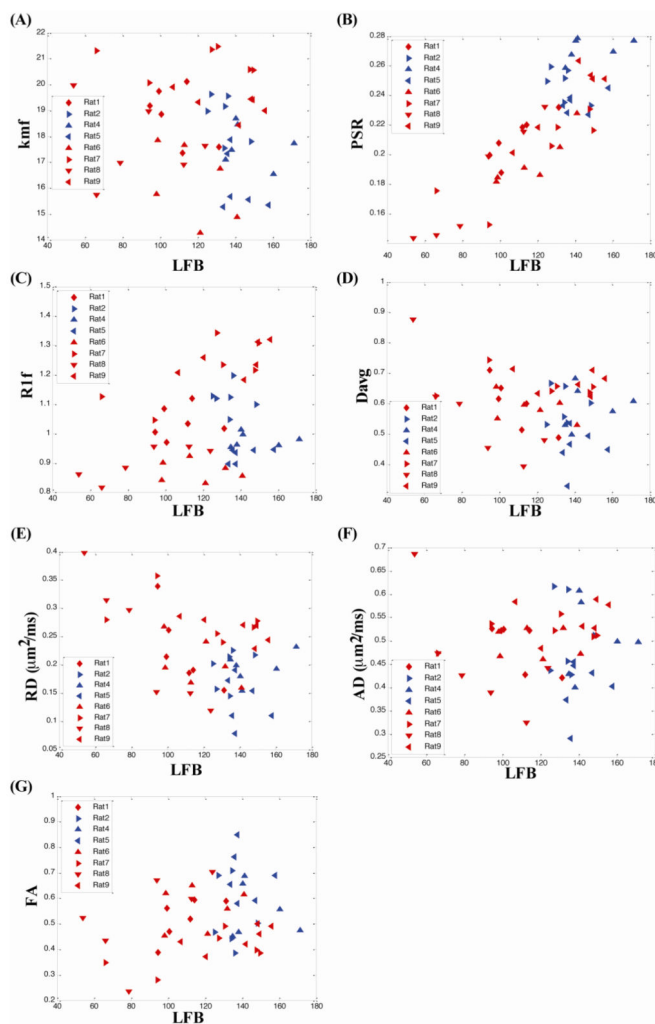 (A)
kmf
22
21
20
19
18
17
16
15
14
Rat1
Rat2
Rat4
Rat5
Rat6
Rat7
Rat8
Rat9
40 60 80 100 120 140 160 180
LFB
(B)
PSR
0.28
0.26
0.24
0.22
0.2
0.18
0.16
0.14
Rat1
Rat2
Rat4
Rat5
Rat6
Rat7
Rat8
Rat9
40 60 80 100 120 140 160 180
LFB
(C)
R1f
1.5
1.4
1.3
1.2
1.1
1
0.9
0.8
Rat1
Rat2
Rat4
Rat5
Rat6
Rat7
Rat8
Rat9
40 60 80 100 120 140 160 180
LFB
(D)
Davg
1
0.9
0.8
0.7
0.6
0.5
0.4
0.3
Rat1
Rat2
Rat4
Rat5
Rat6
Rat7
Rat8
Rat9
40 60 80 100 120 140 160 180
LFB
(E)
RD (μm²/ms)
0.4
0.35
0.3
0.25
0.2
0.15
0.1
0.05
Rat1
Rat2
Rat4
Rat5
Rat6
Rat7
Rat8
Rat9
40 60 80 100 120 140 160 180
LFB
(F)
AD (μm²/ms)
0.7
0.65
0.6
0.55
0.5
0.45
0.4
0.35
0.3
0.25
Rat1
Rat2
Rat4
Rat5
Rat6
Rat7
Rat8
Rat9
40 60 80 100 120 140 160 172
LFB
(G)
FA
1
0.9
0.8
0.7
0.6
0.5
0.4
0.3
0.2
Rat1
Rat2
Rat4
Rat5
Rat6
Rat7
Rat8
Rat9
40 60 80 100 120 140 160 180
LFB